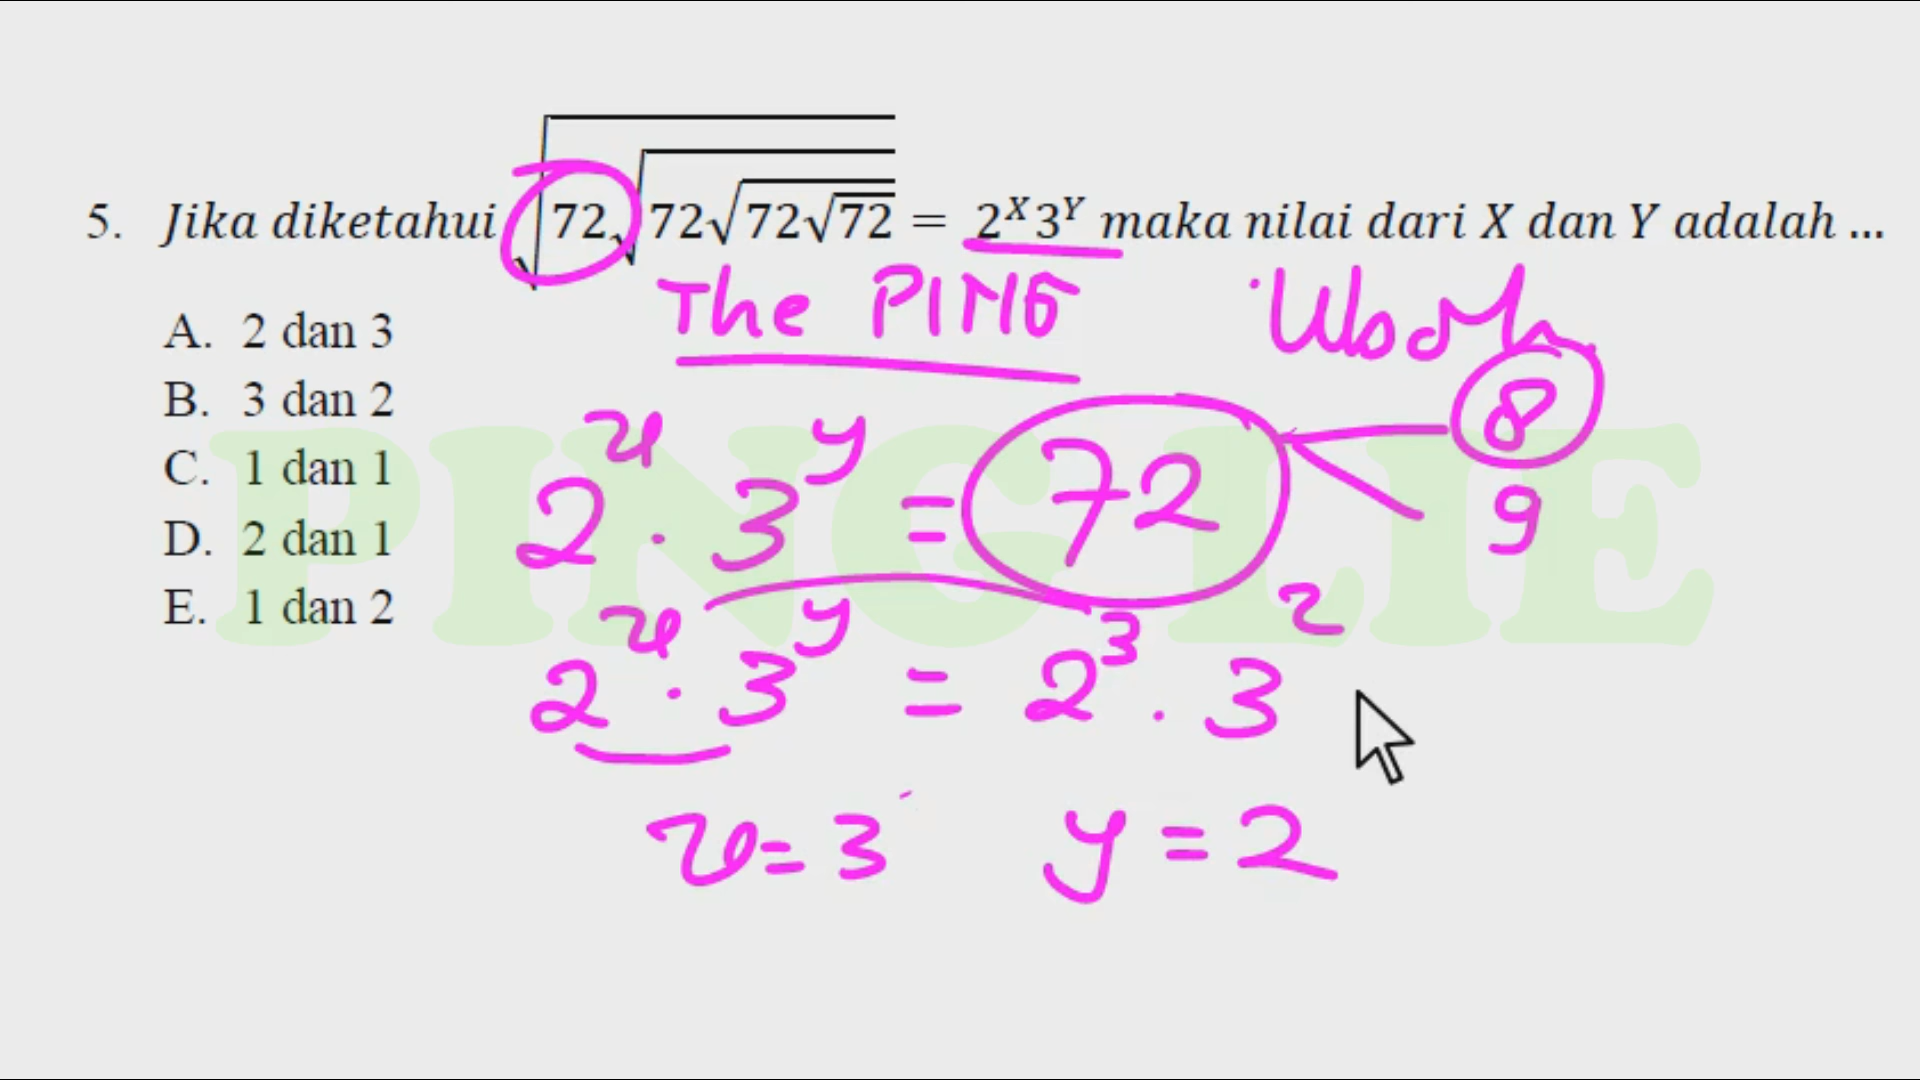 5. Jika diketahui √72√72√72√72 = 2^X 3^Y maka nilai dari X dan Y adalah ...
A. 2 dan 3
B. 3 dan 2
C. 1 dan 1
D. 2 dan 1
E. 1 dan 2
The PING
2^x · 3^y = 72
8
9
2^x · 3^y = 2^3 · 3^2
x = 3 y = 2
PING LIE